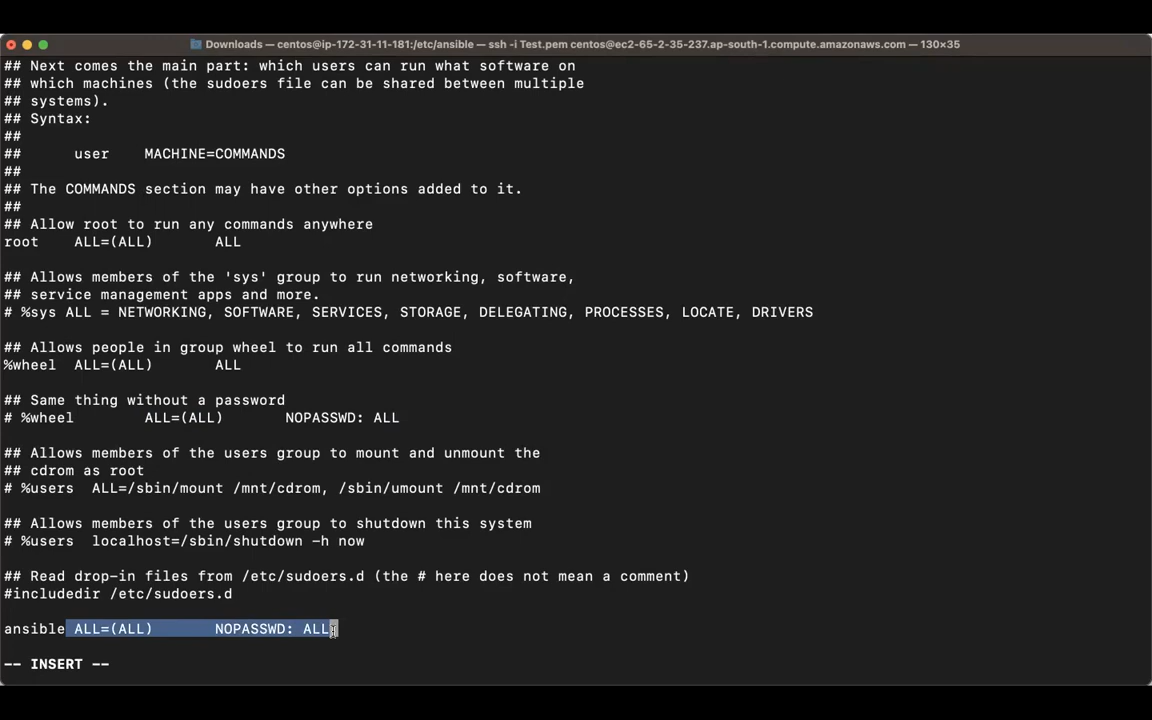 Downloads — centos@ip-172-31-11-181:/etc/ansible — ssh -i Test.pem centos@ec2-65-2-35-237.ap-south-1.compute.amazonaws.com — 130×35
## Next comes the main part: which users can run what software on
## which machines (the sudoers file can be shared between multiple
## systems).
## Syntax:
##
##      user    MACHINE=COMMANDS
##
## The COMMANDS section may have other options added to it.
##
## Allow root to run any commands anywhere
root    ALL=(ALL)       ALL

## Allows members of the 'sys' group to run networking, software,
## service management apps and more.
# %sys ALL = NETWORKING, SOFTWARE, SERVICES, STORAGE, DELEGATING, PROCESSES, LOCATE, DRIVERS

## Allows people in group wheel to run all commands
%wheel  ALL=(ALL)       ALL

## Same thing without a password
# %wheel        ALL=(ALL)       NOPASSWD: ALL

## Allows members of the users group to mount and unmount the
## cdrom as root
# %users  ALL=/sbin/mount /mnt/cdrom, /sbin/umount /mnt/cdrom

## Allows members of the users group to shutdown this system
# %users  localhost=/sbin/shutdown -h now

## Read drop-in files from /etc/sudoers.d (the # here does not mean a comment)
#includedir /etc/sudoers.d

ansible ALL=(ALL)       NOPASSWD: ALL

-- INSERT --